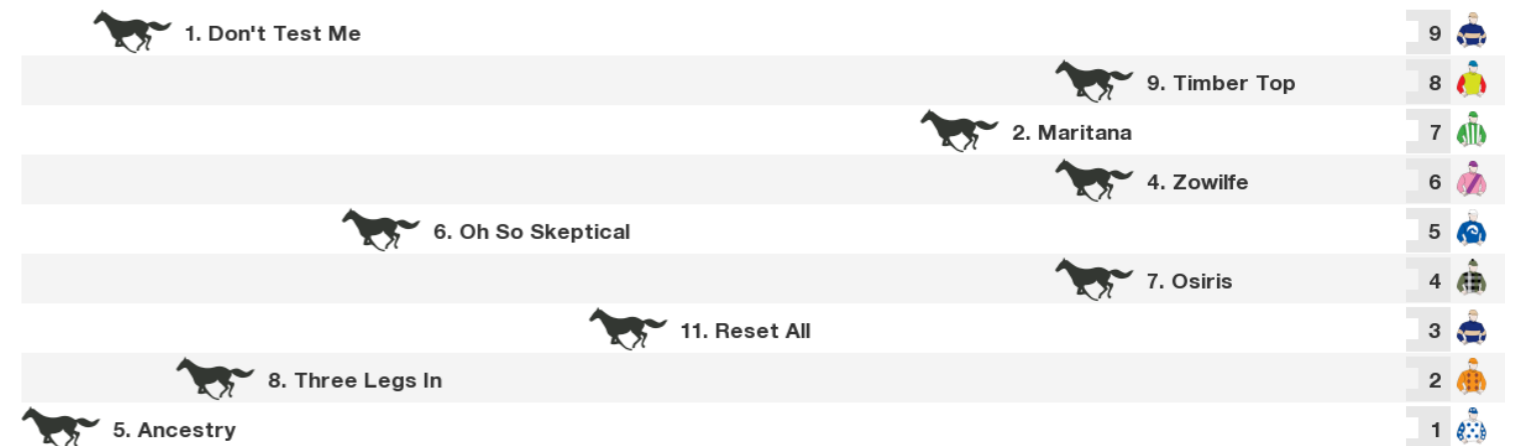 1. Don't Test Me 9
9. Timber Top 8
2. Maritana 7
4. Zowilfe 6
6. Oh So Skeptical 5
7. Osiris 4
11. Reset All 3
8. Three Legs In 2
5. Ancestry 1